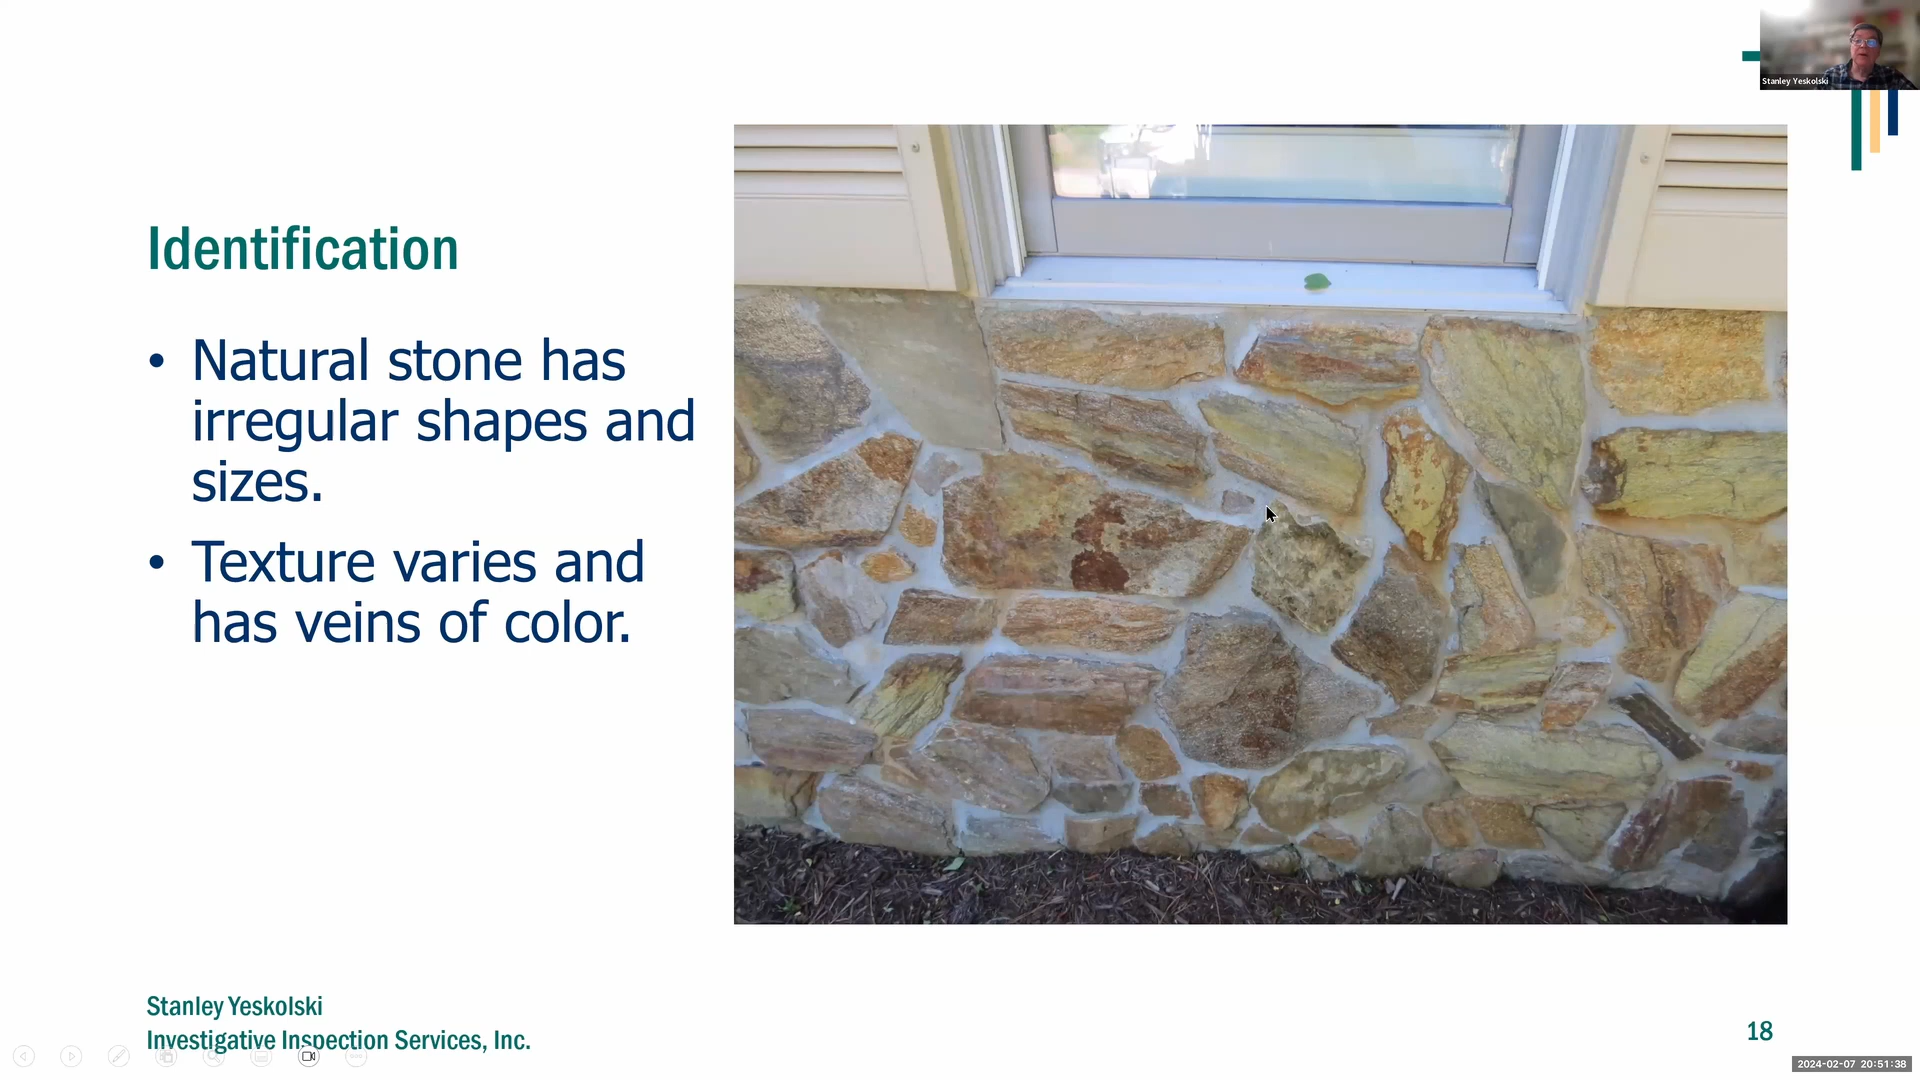 Stanley Yeskolski
Identification
• Natural stone has
irregular shapes and
sizes.
• Texture varies and
has veins of color.
Stanley Yeskolski
Investigative Inspection Services, Inc.
18
2024-02-07 20:51:38